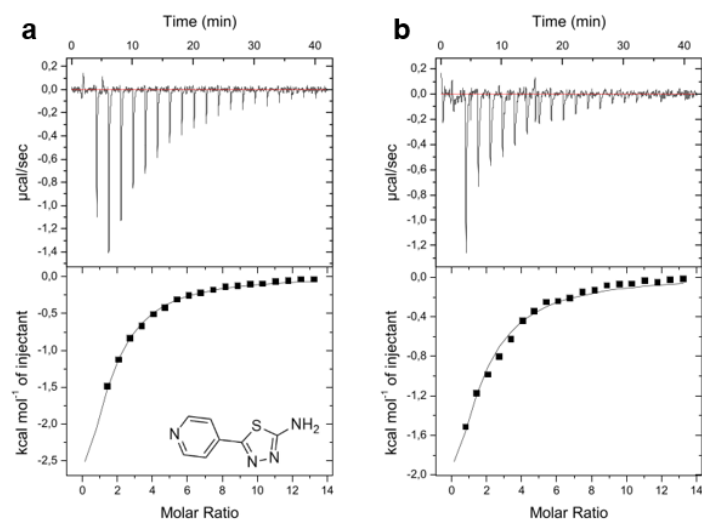 a
Time (min)
0 10 20 30 40
0,2
0,0
-0,2
-0,4
-0,6
-0,8
-1,0
-1,2
-1,4
µcal/sec
0,0
-0,5
-1,0
-1,5
-2,0
-2,5
kcal mol⁻¹ of injectant
N
S
NH₂
N-N
0 2 4 6 8 10 12 14
Molar Ratio
b
Time (min)
0 10 20 30 40
0,2
0,0
-0,2
-0,4
-0,6
-0,8
-1,0
-1,2
-1,4
µcal/sec
0,0
-0,4
-0,8
-1,2
-1,6
-2,0
kcal mol⁻¹ of injectant
0 2 4 6 8 10 12 14
Molar Ratio